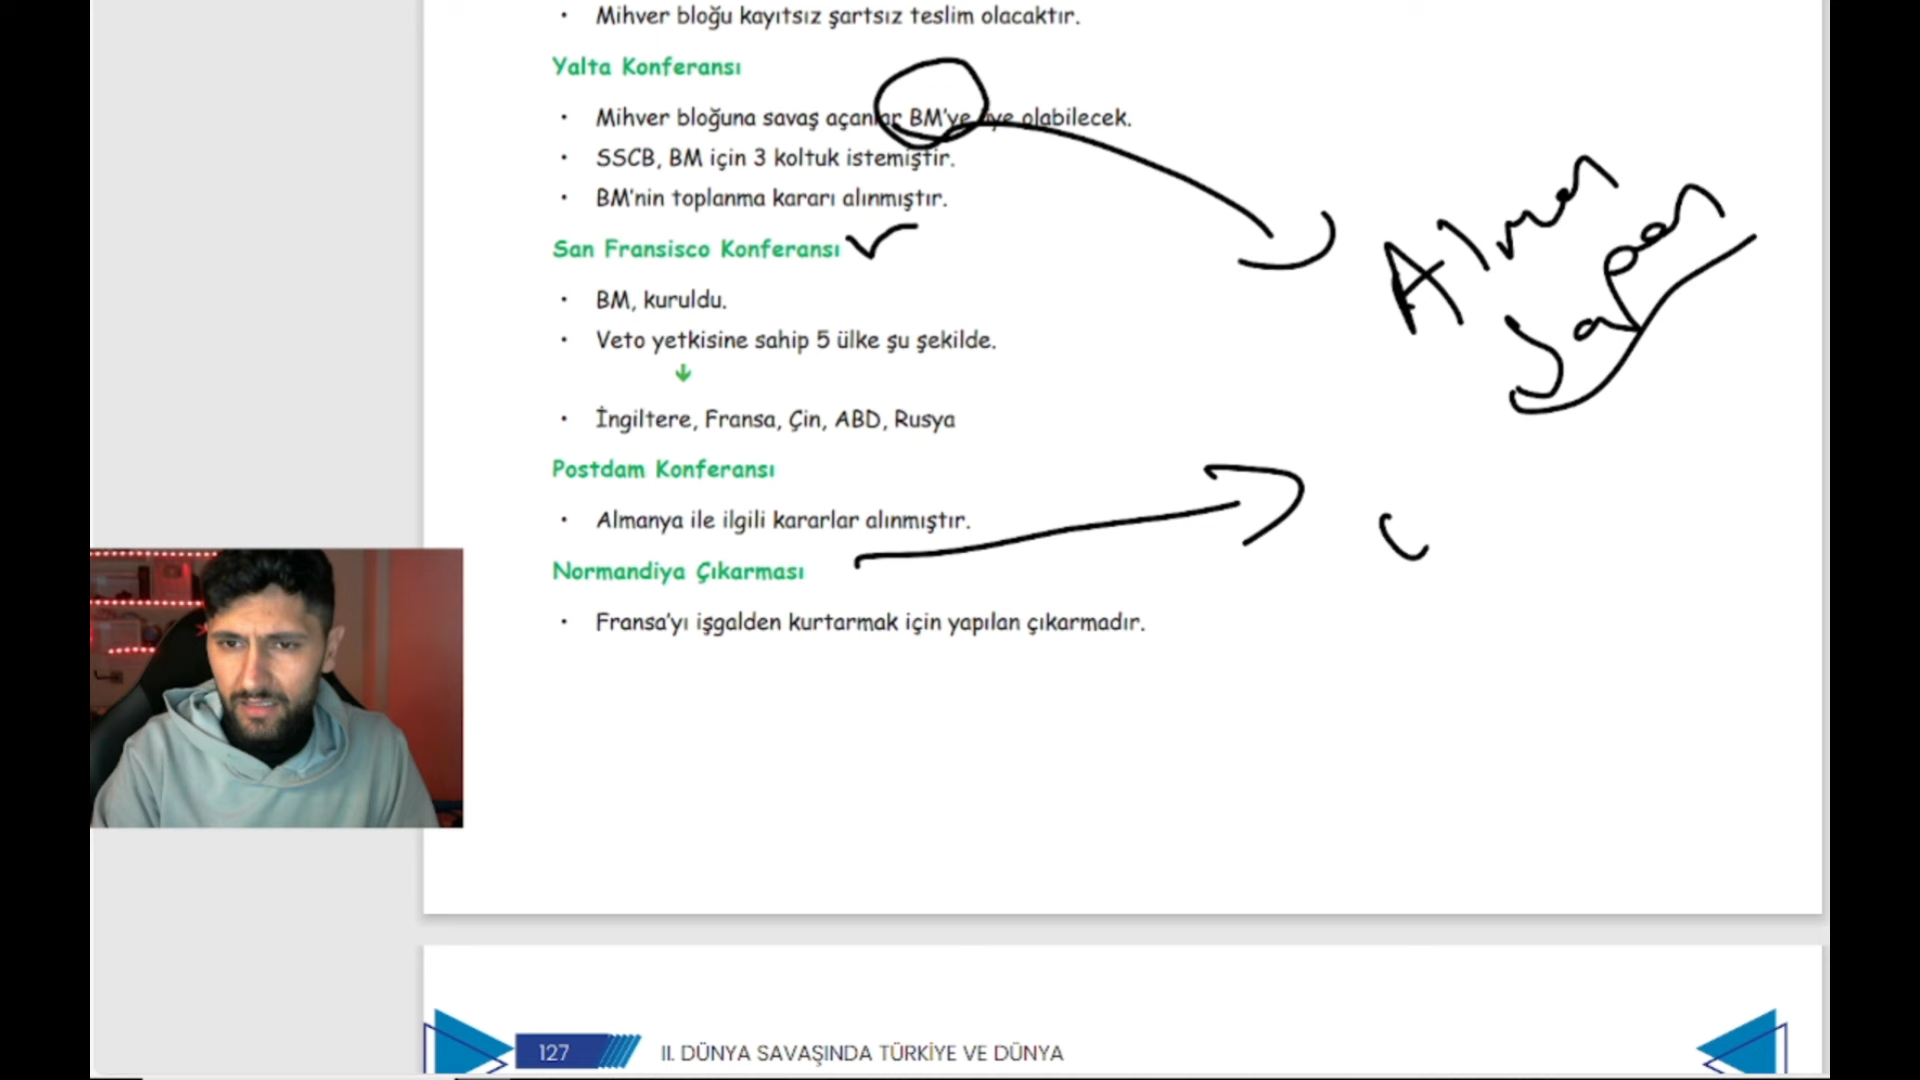 • Mihver bloğu kayıtsız şartsız teslim olacaktır.
Yalta Konferansı
• Mihver bloğuna savaş açanlar BM'ye üye olabilecek.
• SSCB, BM için 3 koltuk istemiştir.
• BM'nin toplanma kararı alınmıştır.
San Fransisco Konferansı
• BM, kuruldu.
• Veto yetkisine sahip 5 ülke şu şekilde.
• İngiltere, Fransa, Çin, ABD, Rusya
Postdam Konferansı
• Almanya ile ilgili kararlar alınmıştır.
Normandiya Çıkarması
• Fransa'yı işgalden kurtarmak için yapılan çıkarmadır.
Alman
Japon
127 II. DÜNYA SAVAŞINDA TÜRKİYE VE DÜNYA